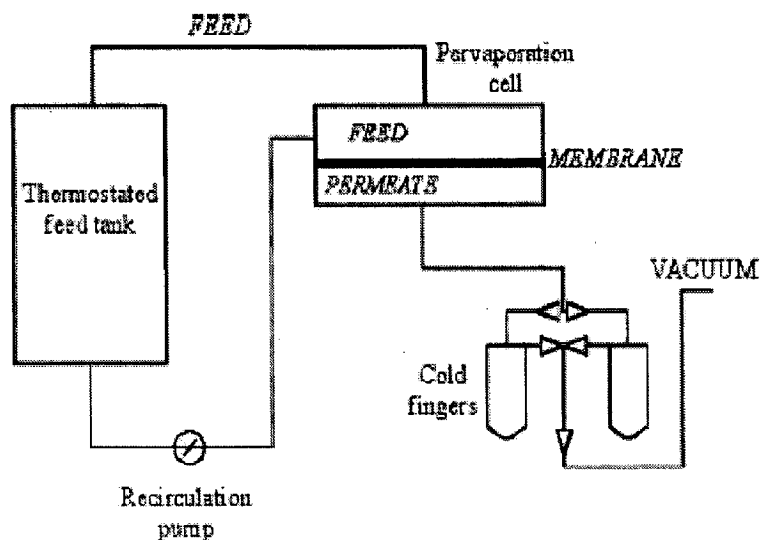 FEED
Pervaporation
cell
FEED
MEMBRANE
PERMEATE
Thermostated
feed tank
VACUUM
Cold
fingers
Recirculation
pump